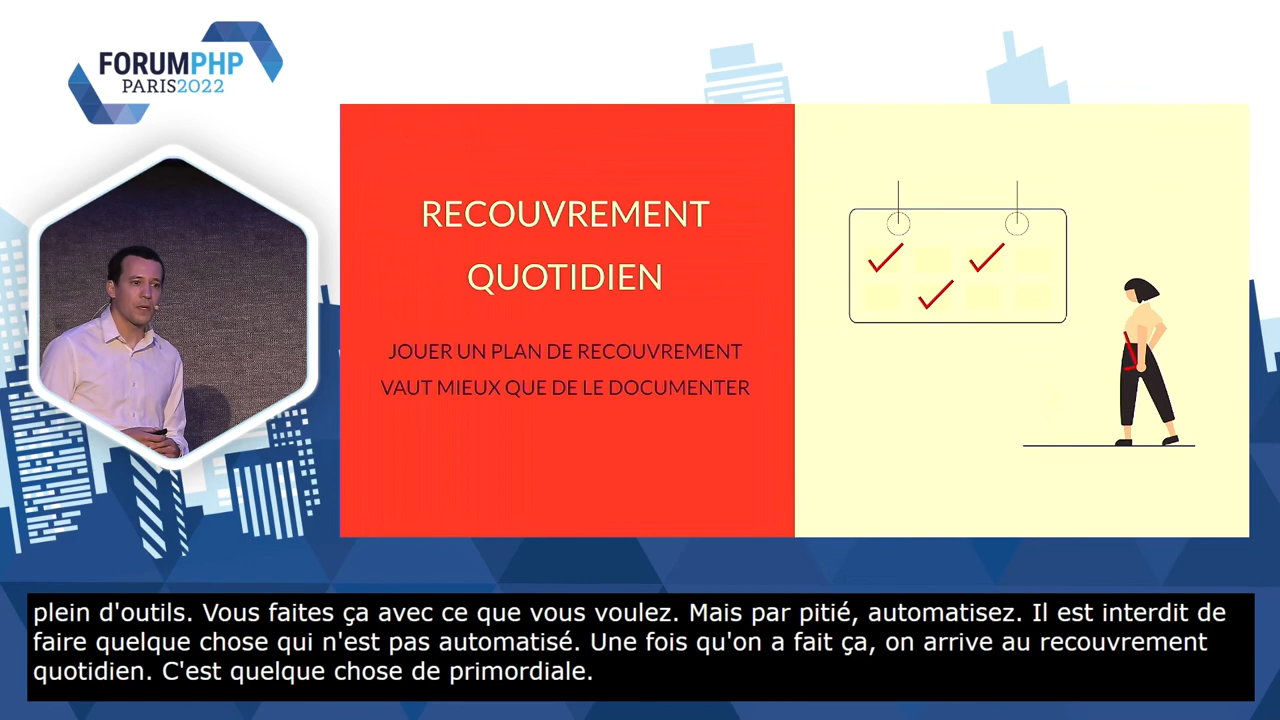 FORUMPHP
PARIS2022
RECOUVREMENT
QUOTIDIEN
JOUER UN PLAN DE RECOUVREMENT
VAUT MIEUX QUE DE LE DOCUMENTER
plein d'outils. Vous faites ça avec ce que vous voulez. Mais par pitié, automatisez. Il est interdit de
faire quelque chose qui n'est pas automatisé. Une fois qu'on a fait ça, on arrive au recouvrement
quotidien. C'est quelque chose de primordiale.